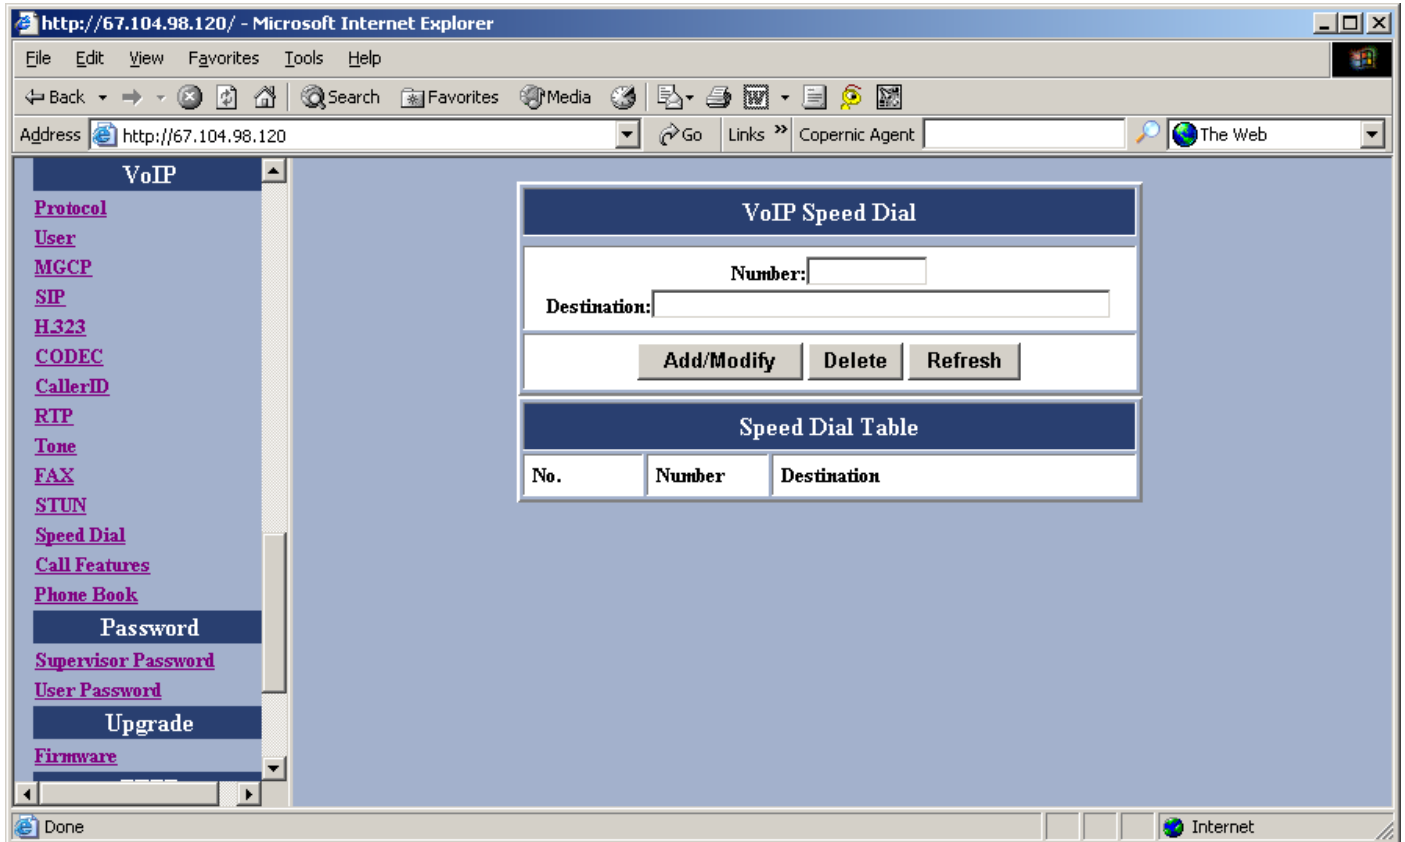 http://67.104.98.120/ - Microsoft Internet Explorer
File Edit View Favorites Tools Help
Back Search Favorites Media
Address http://67.104.98.120 Go Links » Copernic Agent The Web
VoIP
Protocol
User
MGCP
SIP
H.323
CODEC
CallerID
RTP
Tone
FAX
STUN
Speed Dial
Call Features
Phone Book
Password
Supervisor Password
User Password
Upgrade
Firmware
VoIP Speed Dial
Number:
Destination:
Add/Modify Delete Refresh
Speed Dial Table
No. Number Destination
Done Internet